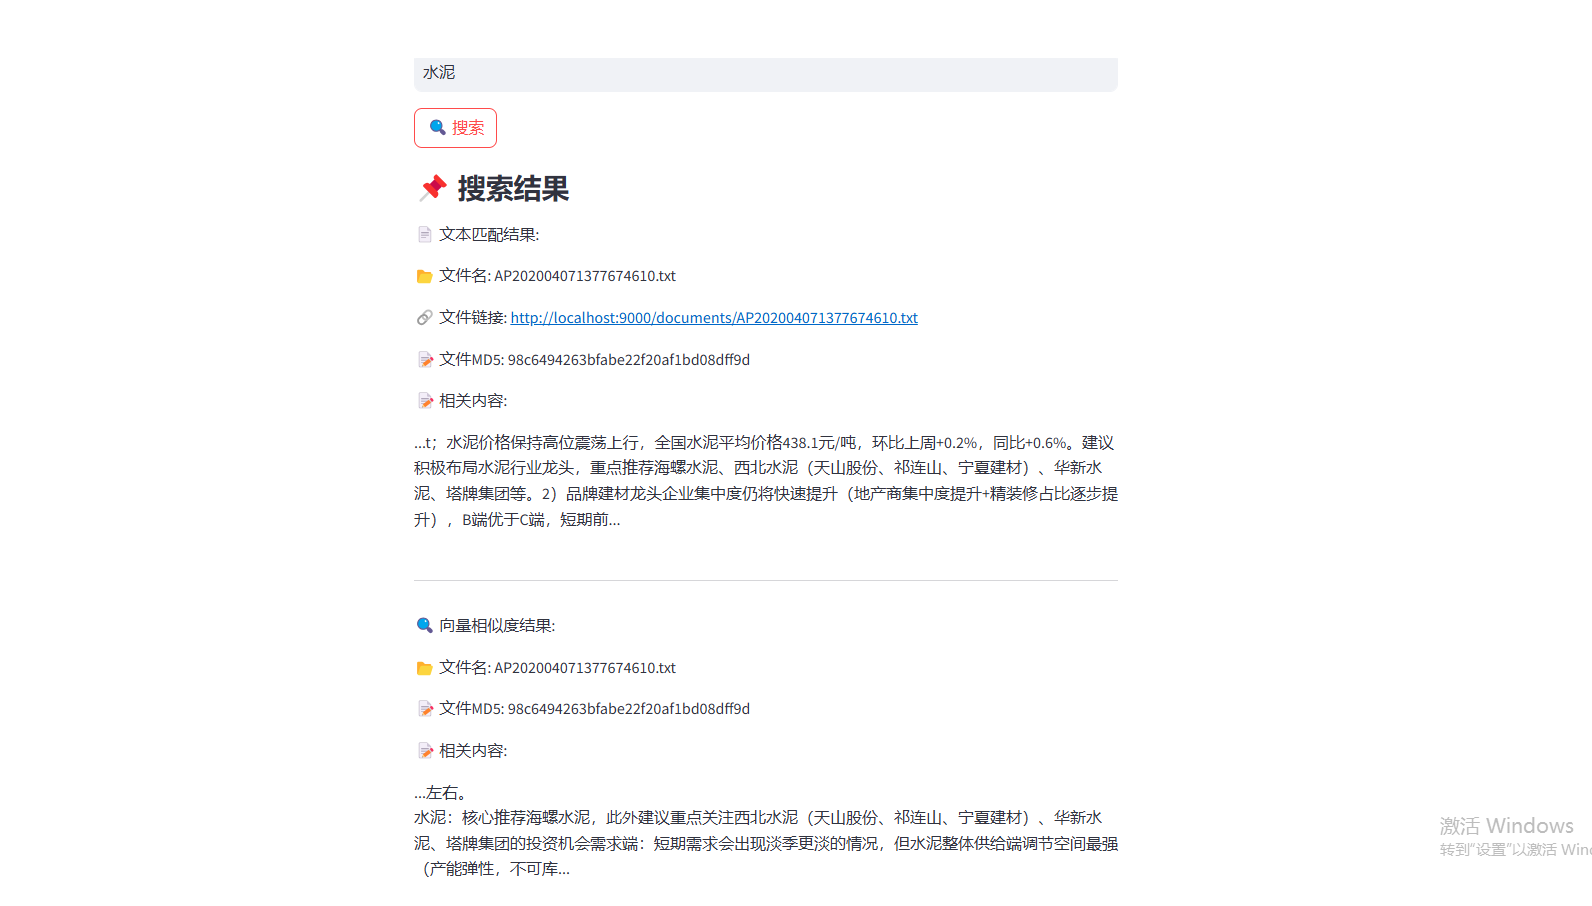 水泥
搜索
搜索结果
文本匹配结果:
文件名: AP202004071377674610.txt
文件链接: http://localhost:9000/documents/AP202004071377674610.txt
文件MD5: 98c6494263bfabe22f20af1bd08dff9d
相关内容:
...t；水泥价格保持高位震荡上行，全国水泥平均价格438.1元/吨，环比上周+0.2%，同比+0.6%。建议
积极布局水泥行业龙头，重点推荐海螺水泥、西北水泥（天山股份、祁连山、宁夏建材）、华新水
泥、塔牌集团等。2）品牌建材龙头企业集中度仍将快速提升（地产商集中度提升+精装修占比逐步提
升），B端优于C端，短期前...
向量相似度结果:
文件名: AP202004071377674610.txt
文件MD5: 98c6494263bfabe22f20af1bd08dff9d
相关内容:
...左右。
水泥：核心推荐海螺水泥，此外建议重点关注西北水泥（天山股份、祁连山、宁夏建材）、华新水
泥、塔牌集团的投资机会需求端：短期需求会出现淡季更淡的情况，但水泥整体供给端调节空间最强
（产能弹性，不可库...
激活 Windows
转到"设置"以激活 Win